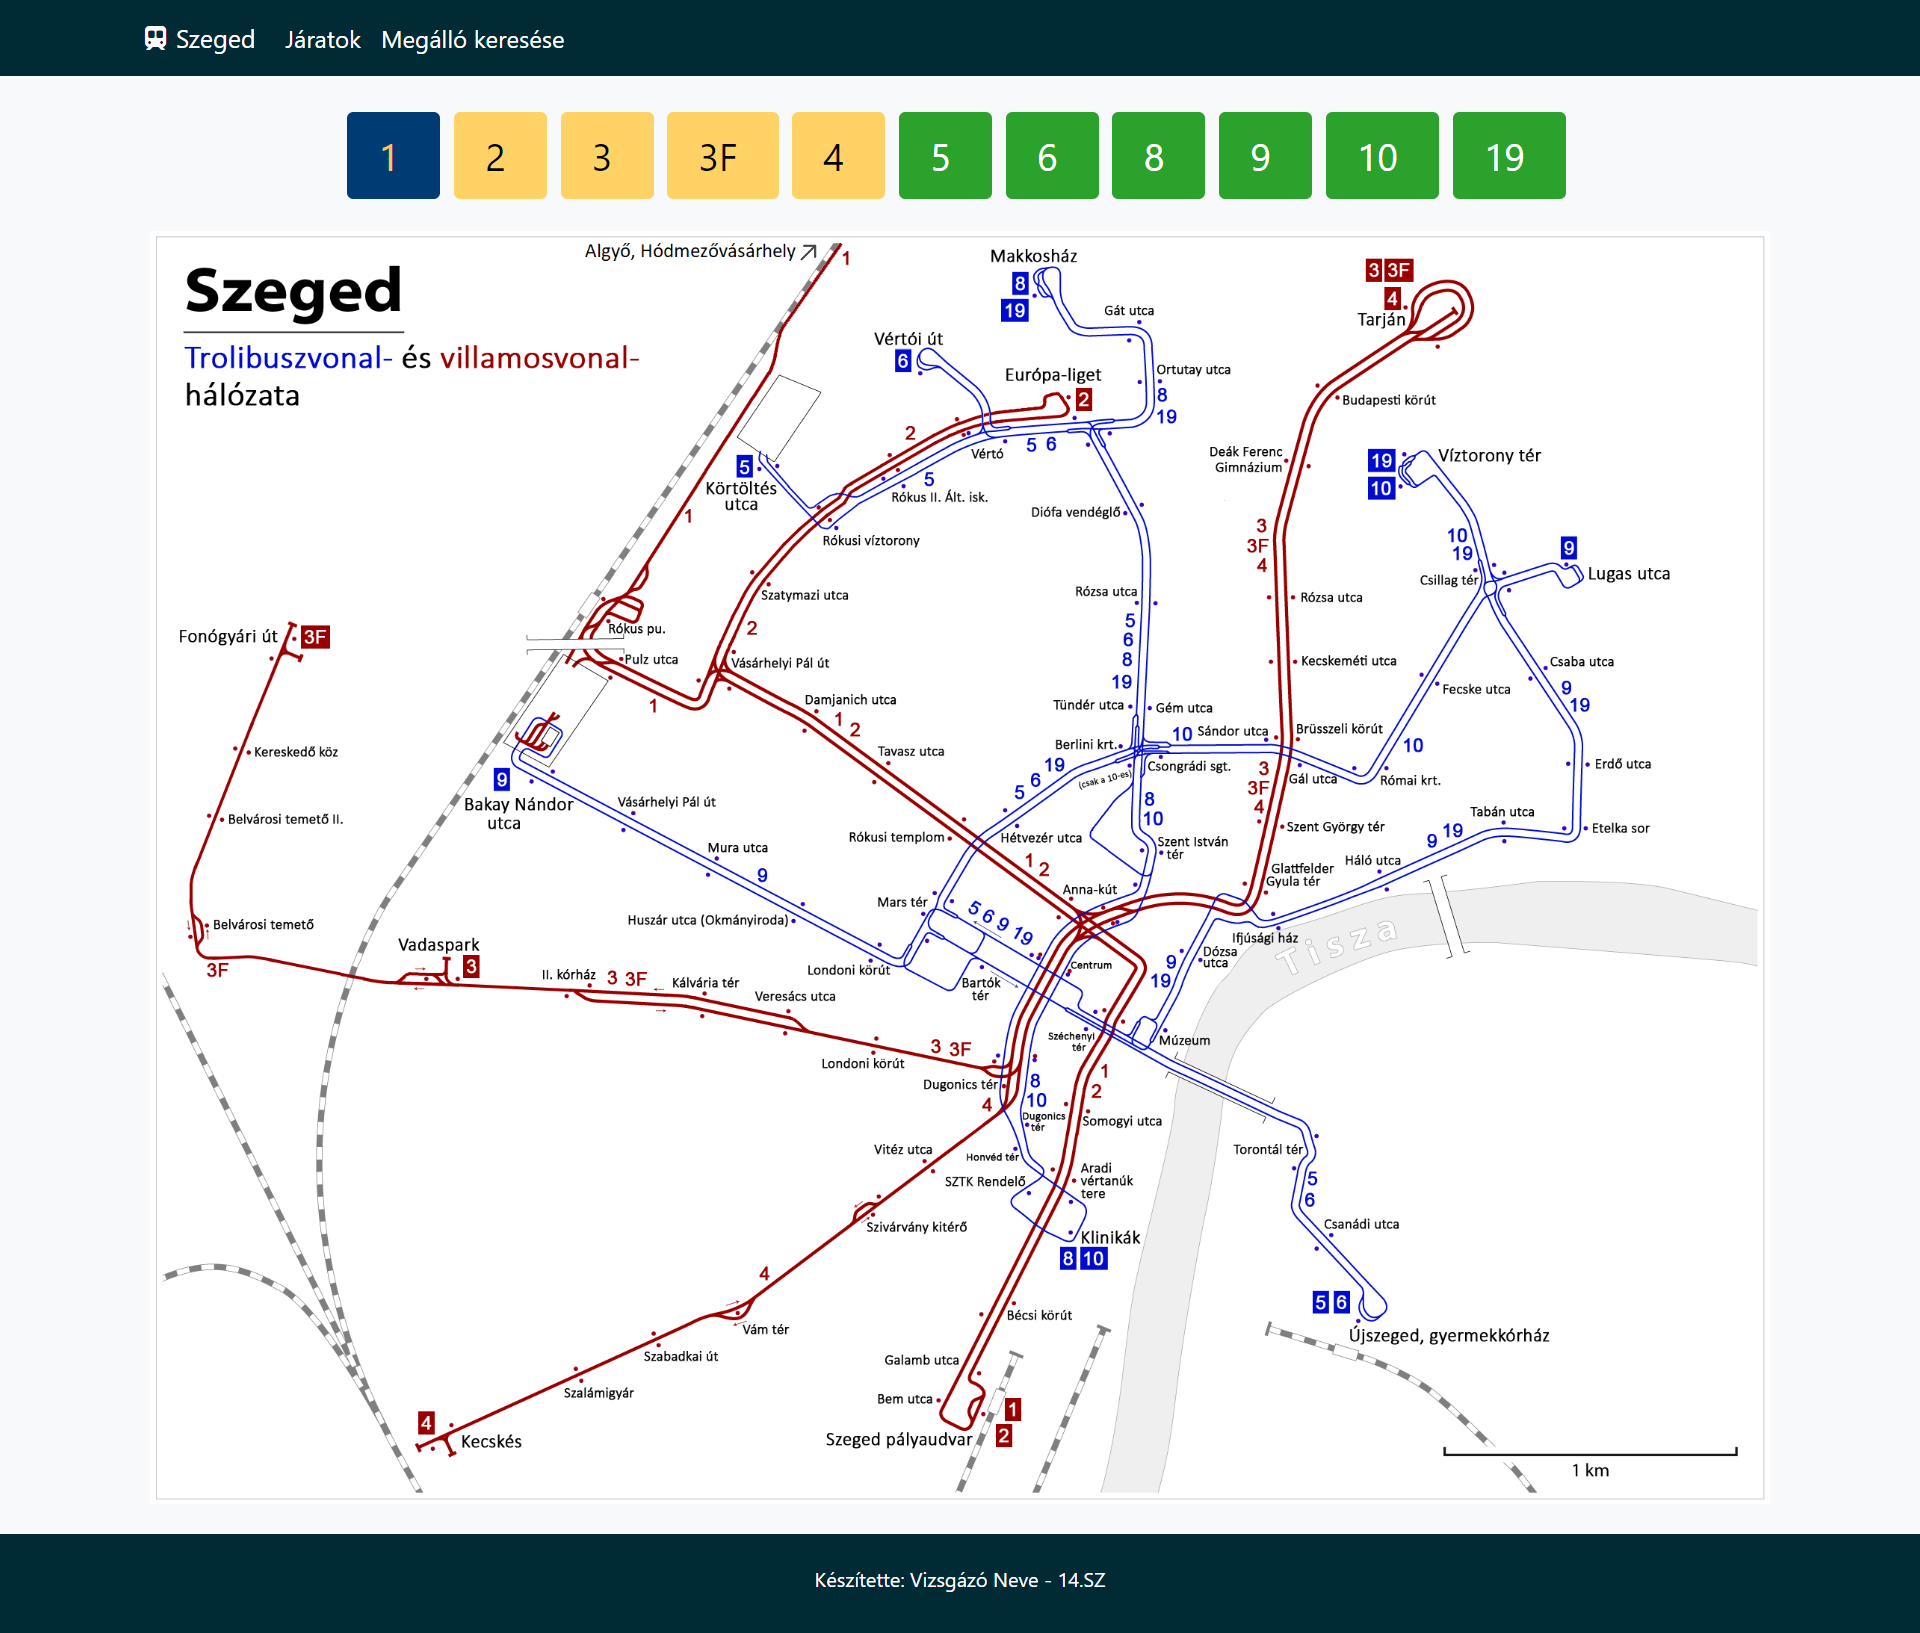 Szeged Járatok Megálló keresése
1 2 3 3F 4 5 6 8 9 10 19
Szeged
Trolibuszvonal- és villamosvonal-
hálózata
Algyő, Hódmezővásárhely
1
Makkosház
8
19
Gát utca
Vértói út
6
Európa-liget
2
Ortutay utca
8
19
3 3F
4
Tarján
Budapesti körút
2
Vértó
5 6
5
Körtöltés
utca
5
Rókus II. Ált. isk.
Rókusi víztorony
Diófa vendéglő
Deák Ferenc
Gimnázium
19
10
Víztorony tér
1
3
3F
4
10
19
9
Lugas utca
Csillag tér
Szatymazi utca
Rózsa utca
Rózsa utca
Fonógyári út
3F
Rókus pu.
Pulz utca
2
Vásárhelyi Pál út
5
6
8
19
Kecskeméti utca
Csaba utca
Fecske utca
9
19
1
Damjanich utca
1 2
Tündér utca
Gém utca
Kereskedő köz
Tavasz utca
Berlini krt.
10
Sándor utca
Brüsszeli körút
10
9
Bakay Nándor
utca
19
6
5
(csak a 10-es)
Csongrádi sgt.
3
3F
4
Gál utca
Római krt.
Erdő utca
Belvárosi temető II.
Vásárhelyi Pál út
8
10
Tabán utca
Rókusi templom
Hétvezér utca
Szent István
tér
Szent György tér
9 19
Etelka sor
Mura utca
9
1 2
Glattfelder
Gyula tér
Háló utca
Anna-kút
Mars tér
Huszár utca (Okmányiroda)
5 6 9 19
Belvárosi temető
Vadaspark
3
3F
Ifjúsági ház
Tisza
II. kórház
3 3F
Kálvária tér
Veresács utca
Londoni körút
Bartók
tér
Centrum
9
19
Dózsa
utca
Széchenyi
tér
Múzeum
3 3F
Londoni körút
Dugonics tér
4
8
10
Dugonics
tér
1
2
Somogyi utca
Vitéz utca
Honvéd tér
SZTK Rendelő
Aradi
vértanúk
tere
Torontál tér
5
6
Szivárvány kitérő
Klinikák
8 10
Csanádi utca
4
Vám tér
Bécsi körút
5 6
Újszeged, gyermekkórház
Szabadkai út
Galamb utca
Szalámigyár
Bem utca
1
2
Szeged pályaudvar
4
Kecskés
1 km
Készítette: Vizsgázó Neve - 14.SZ